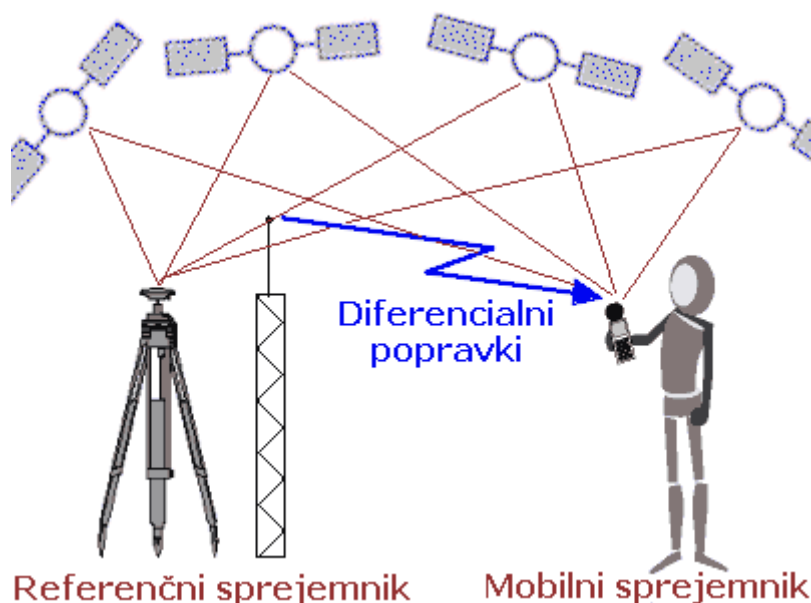 Diferencialni
popravki
Referenčni sprejemnik
Mobilni sprejemnik